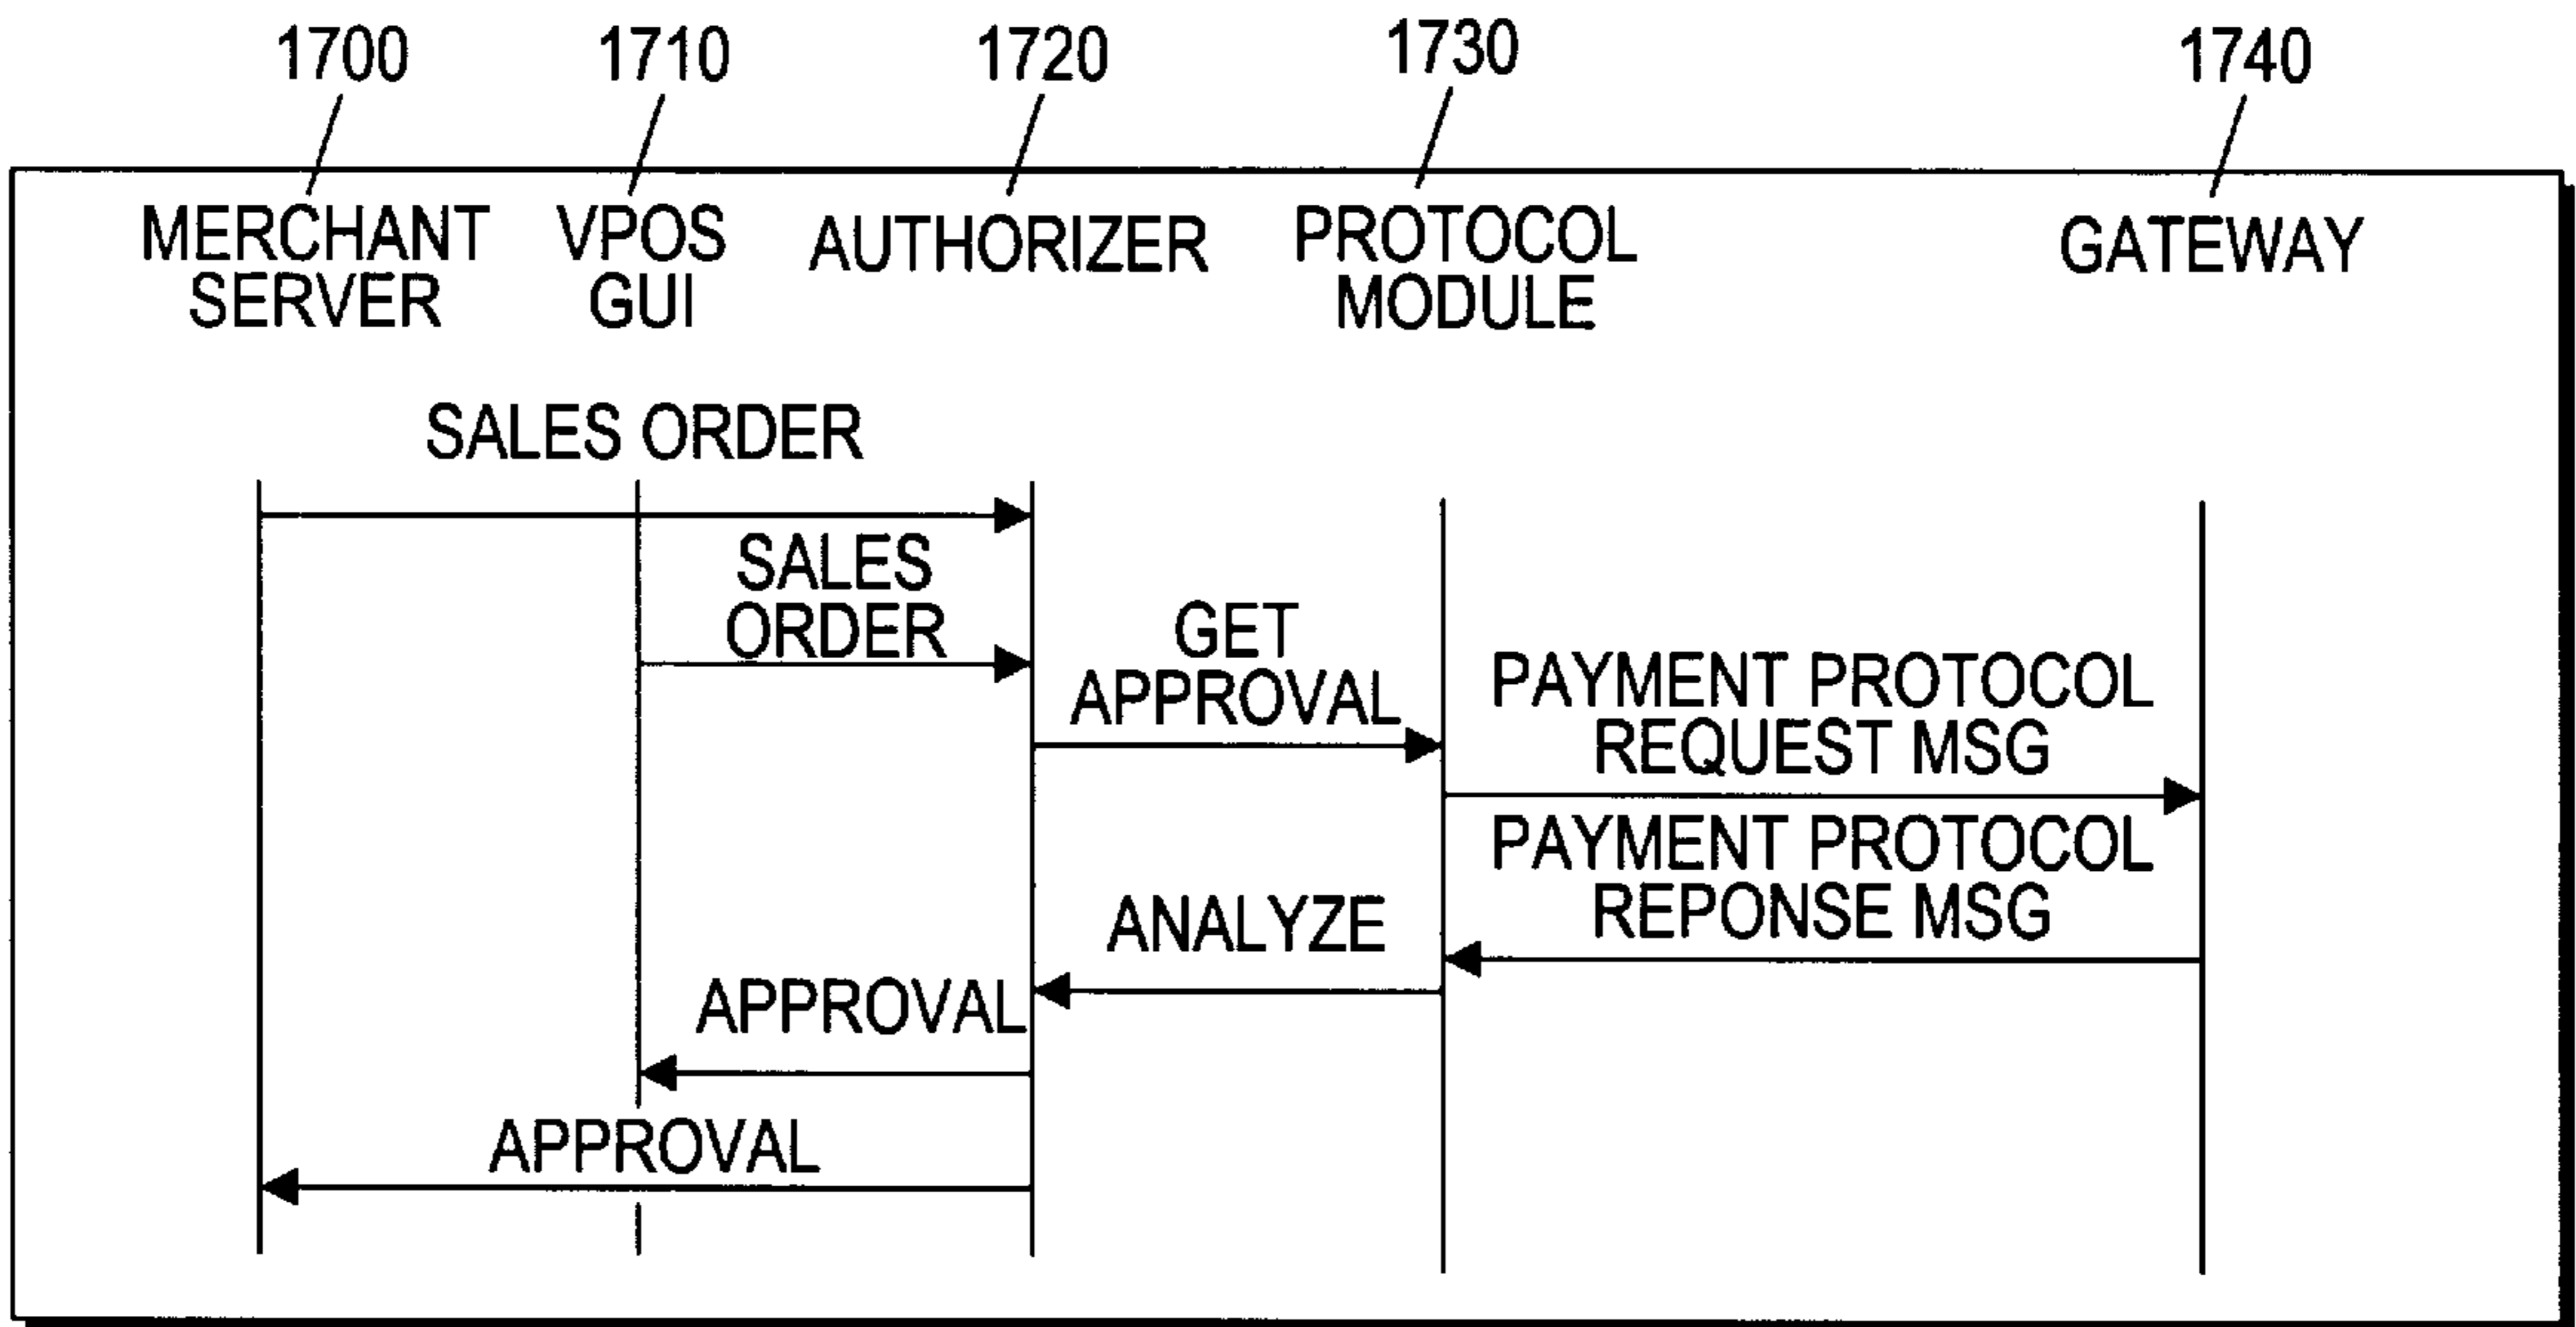 1700
1710
1720
1730
1740
MERCHANT
SERVER
VPOS
GUI
AUTHORIZER
PROTOCOL
MODULE
GATEWAY
SALES ORDER
SALES
ORDER
GET
APPROVAL
PAYMENT PROTOCOL
REQUEST MSG
PAYMENT PROTOCOL
REPONSE MSG
ANALYZE
APPROVAL
APPROVAL